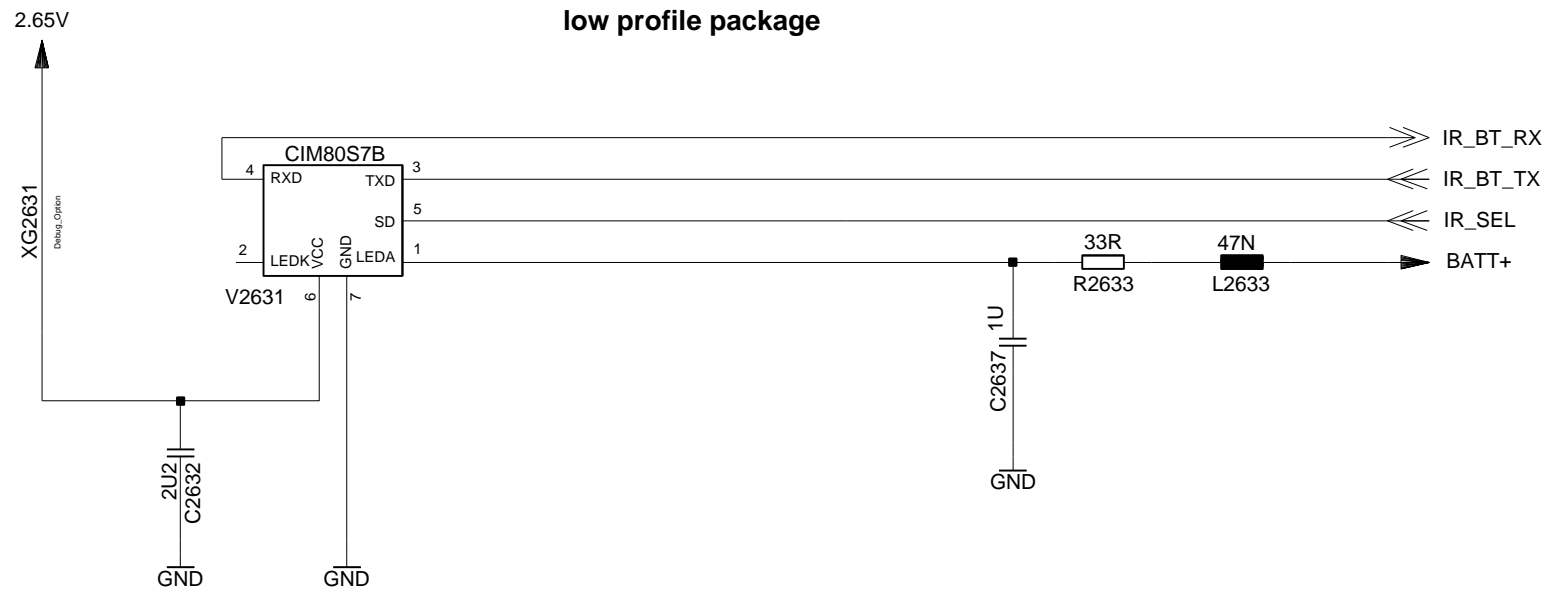 2.65V
low profile package
XG2631
Debug_Option
CIM80S7B
4
RXD
TXD
3
SD
5
2
LEDK
VCC
GND
LEDA
1
V2631
6
7
IR_BT_RX
IR_BT_TX
IR_SEL
BATT+
33R
R2633
47N
L2633
1U
C2637
GND
2U2
C2632
GND
GND